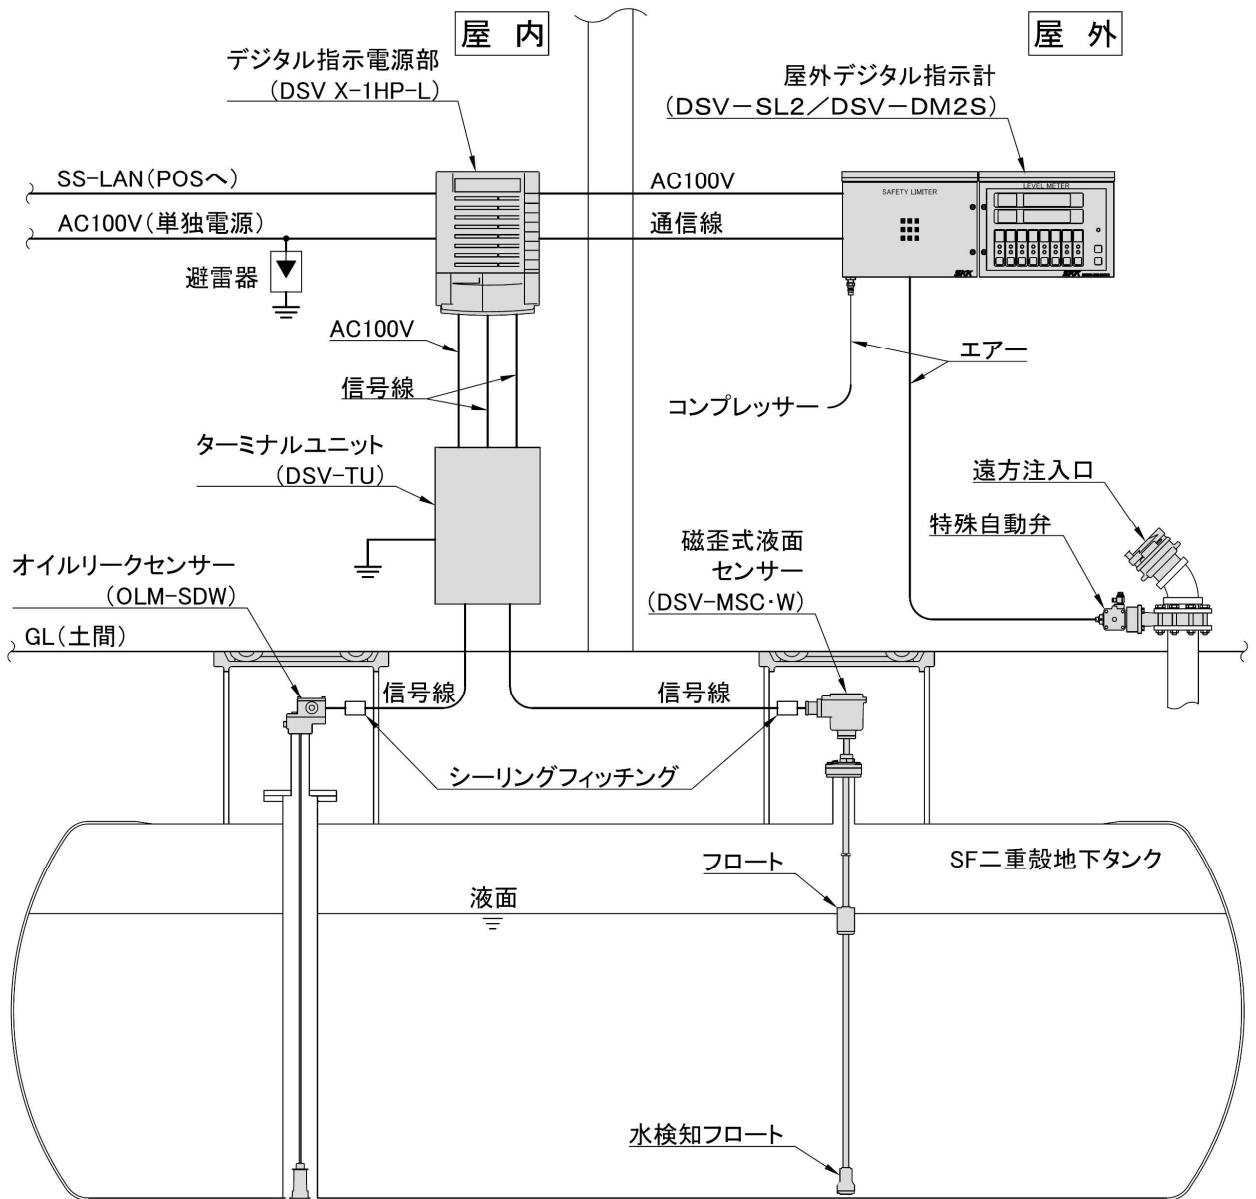 屋 内
屋 外
デジタル指示電源部
(DSV X-1HP-L)
屋外デジタル指示計
(DSV-SL2/DSV-DM2S)
SS-LAN(POSへ)
AC100V
SAFETY LIMITER
LEVEL METER
AC100V(単独電源)
通信線
避雷器
SKK
SKK
AC100V
エアー
信号線
コンプレッサー
ターミナルユニット
(DSV-TU)
遠方注入口
特殊自動弁
磁歪式液面
センサー
(DSV-MSC・W)
オイルリークセンサー
(OLM-SDW)
GL(土間)
信号線
信号線
シーリングフィッチング
フロート
SF二重殻地下タンク
液面
水検知フロート